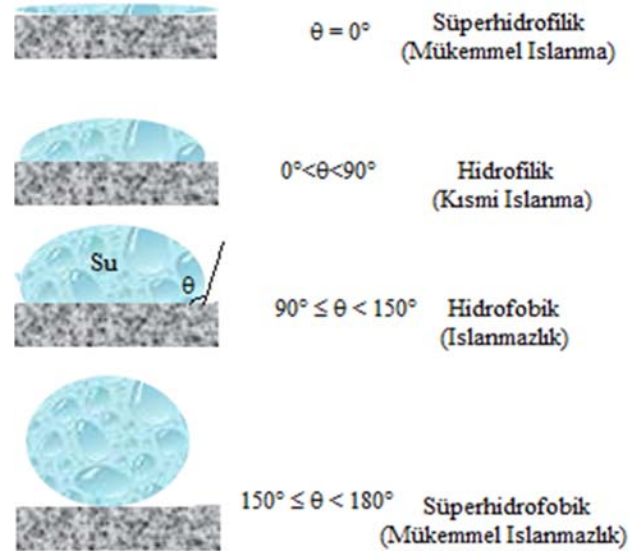 θ = 0° Süperhidrofilik
(Mükemmel Islanma)
0°<θ<90° Hidrofilik
(Kısmi Islanma)
Su
θ
90° ≤ θ < 150° Hidrofobik
(Islanmazlık)
150° ≤ θ < 180° Süperhidrofobik
(Mükemmel Islanmazlık)